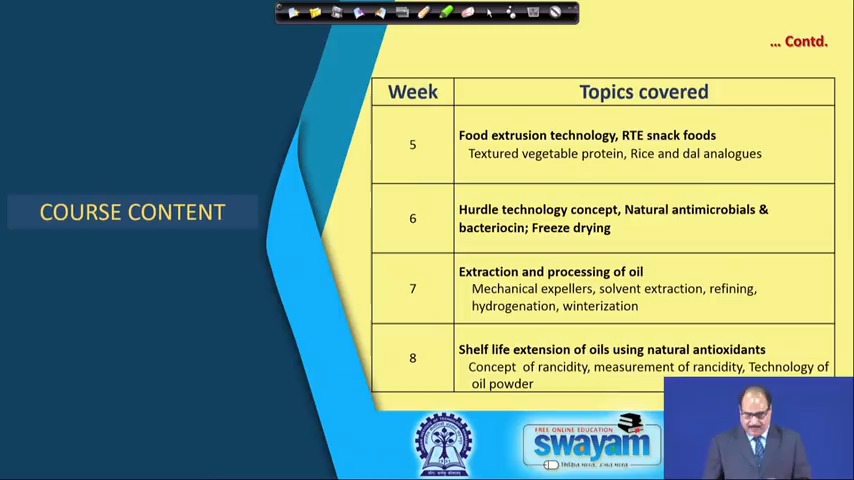 ... Contd.
COURSE CONTENT
Week Topics covered
5 Food extrusion technology, RTE snack foods
Textured vegetable protein, Rice and dal analogues
6 Hurdle technology concept, Natural antimicrobials &
bacteriocin; Freeze drying
7 Extraction and processing of oil
Mechanical expellers, solvent extraction, refining,
hydrogenation, winterization
8 Shelf life extension of oils using natural antioxidants
Concept of rancidity, measurement of rancidity, Technology of
oil powder
FREE ONLINE EDUCATION
swayam